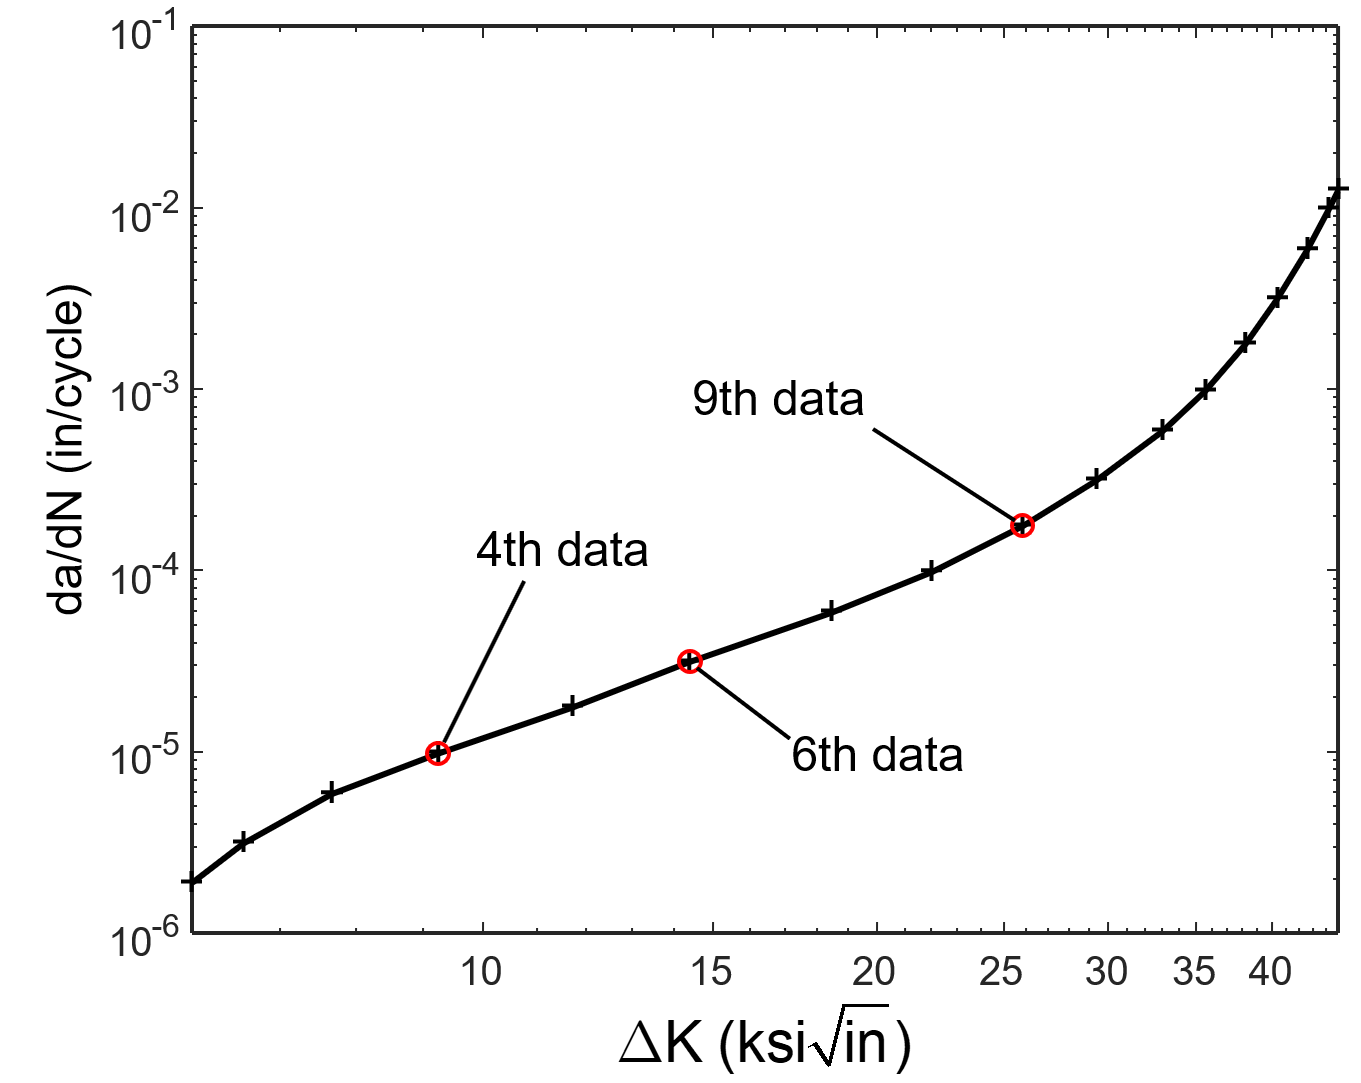 10⁻¹
10⁻²
10⁻³
10⁻⁴
10⁻⁵
10⁻⁶
da/dN (in/cycle)
9th data
4th data
6th data
10 15 20 25 30 35 40
ΔK (ksi√in)